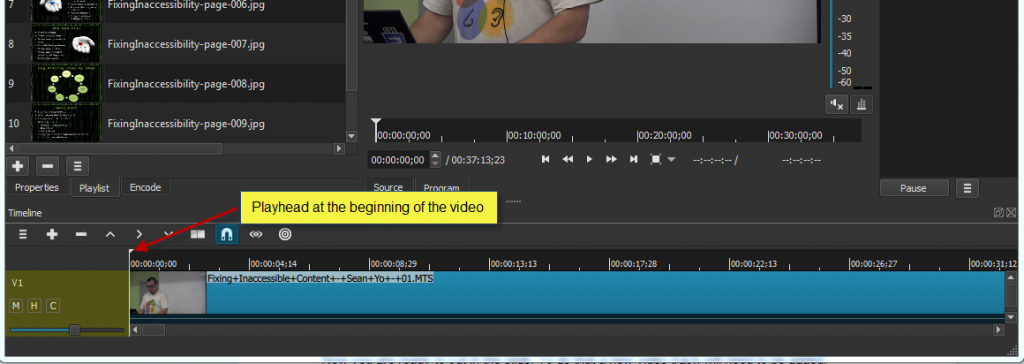 7
FixingInaccessibility-page-006.jpg
8
FixingInaccessibility-page-007.jpg
9
FixingInaccessibility-page-008.jpg
10
FixingInaccessibility-page-009.jpg
-30
-35
-40
-50
-60
00:00:00;00 00:10:00;00 00:20:00;00 00:30:00;00
00:00:00;00 / 00:37:13;23 --:--:--:-- / --:--:--:--
Properties Playlist Encode
Source Program
Pause
Playhead at the beginning of the video
Timeline
00:00:00;00 00:00:04;14 00:00:08;29 00:00:13;13 00:00:17;28 00:00:22;13 00:00:26;27 00:00:31;12
V1
Fixing+Inaccessible+Content+-+Sean+Yo+-+01.MTS
M H C